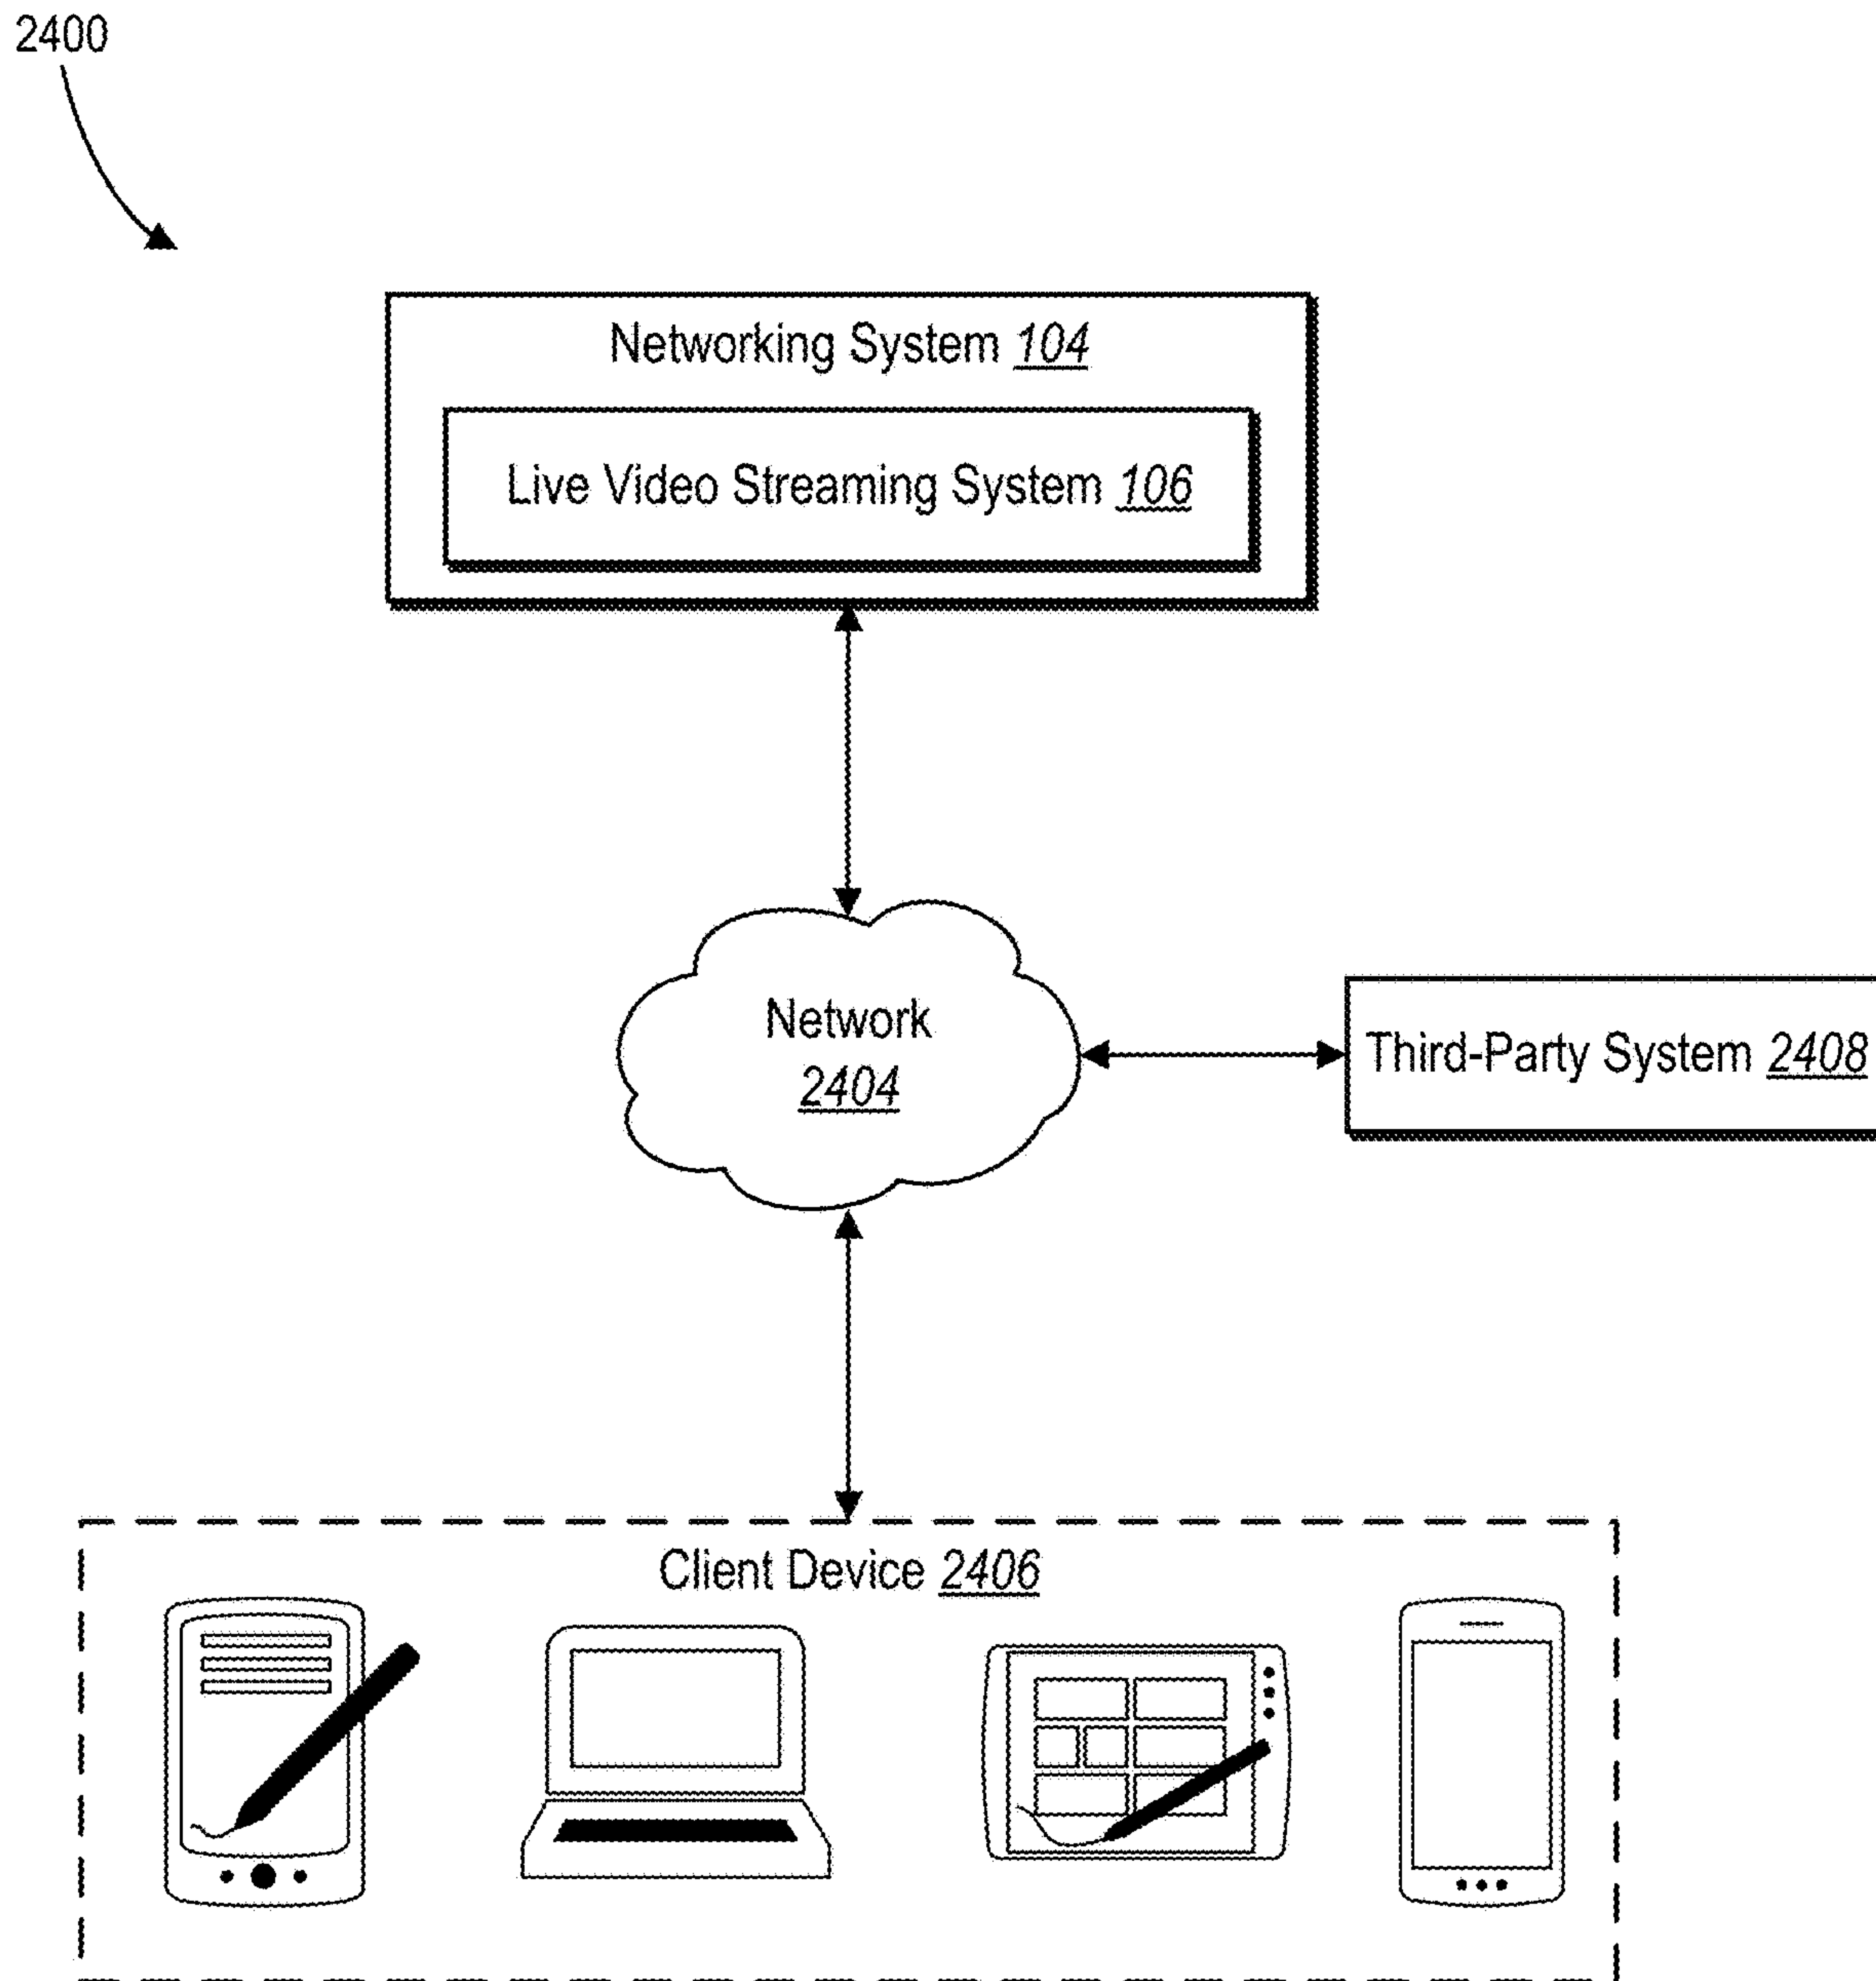 2400
Networking System 104
Live Video Streaming System 106
Network
2404
Third-Party System 2408
Client Device 2406